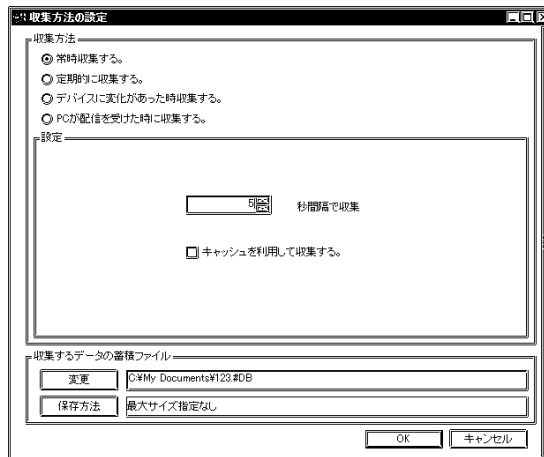 収集方法の設定
収集方法
常時収集する。
定期的に収集する。
デバイスに変化があった時収集する。
PCが配信を受けた時に収集する。
設定
5 秒間隔で収集
キャッシュを利用して収集する。
収集するデータの蓄積ファイル
変更 C:¥My Documents¥123.#DB
保存方法 最大サイズ指定なし
OK キャンセル